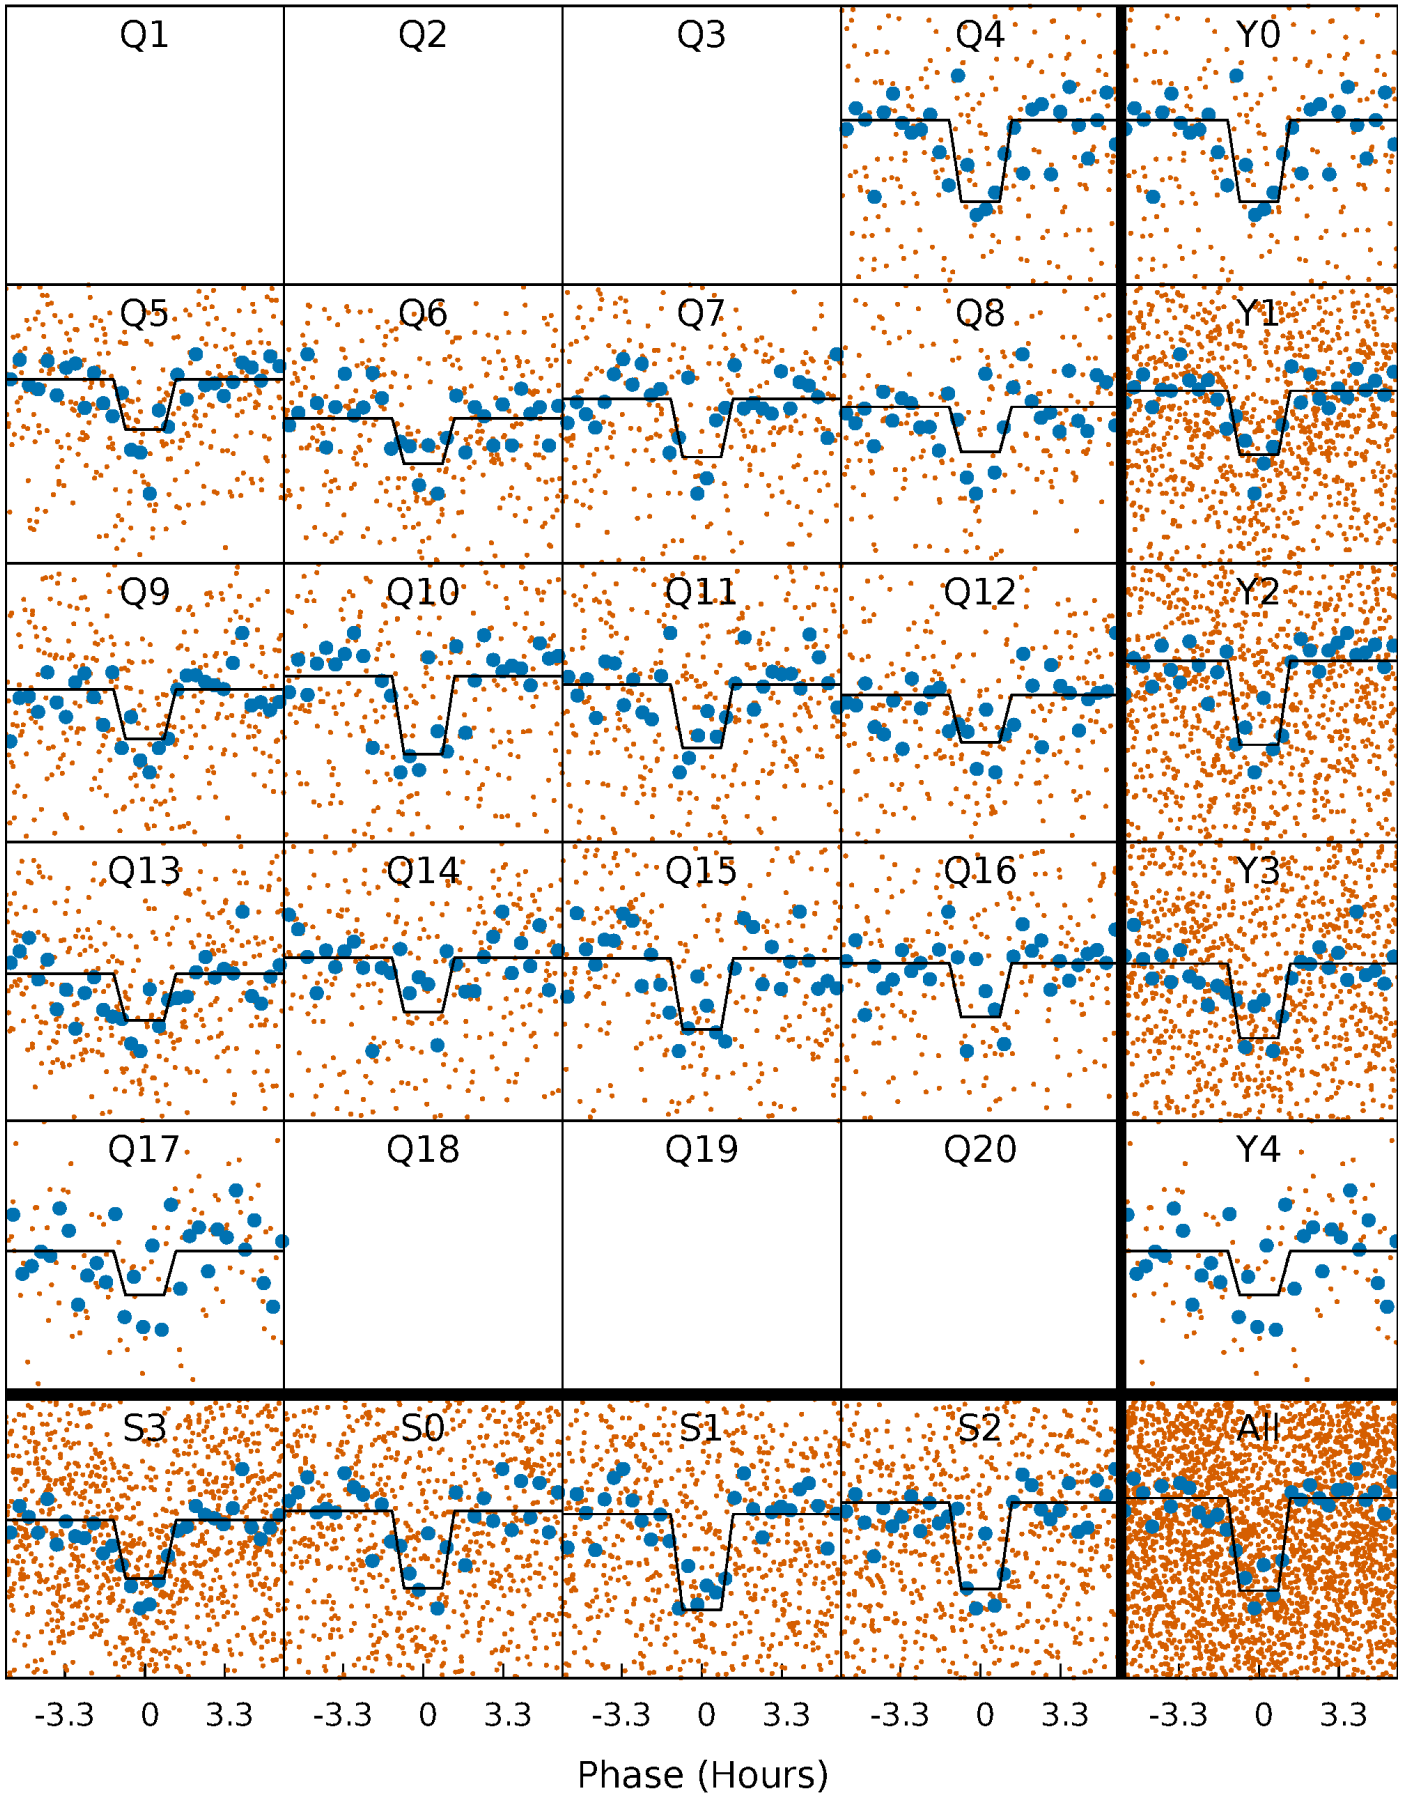 Q1 Q2 Q3 Q4 Y0
Q5 Q6 Q7 Q8 Y1
Q9 Q10 Q11 Q12 Y2
Q13 Q14 Q15 Q16 Y3
Q17 Q18 Q19 Q20 Y4
S3 S0 S1 S2 All
-3.3 0 3.3 -3.3 0 3.3 -3.3 0 3.3 -3.3 0 3.3 -3.3 0 3.3
Phase (Hours)